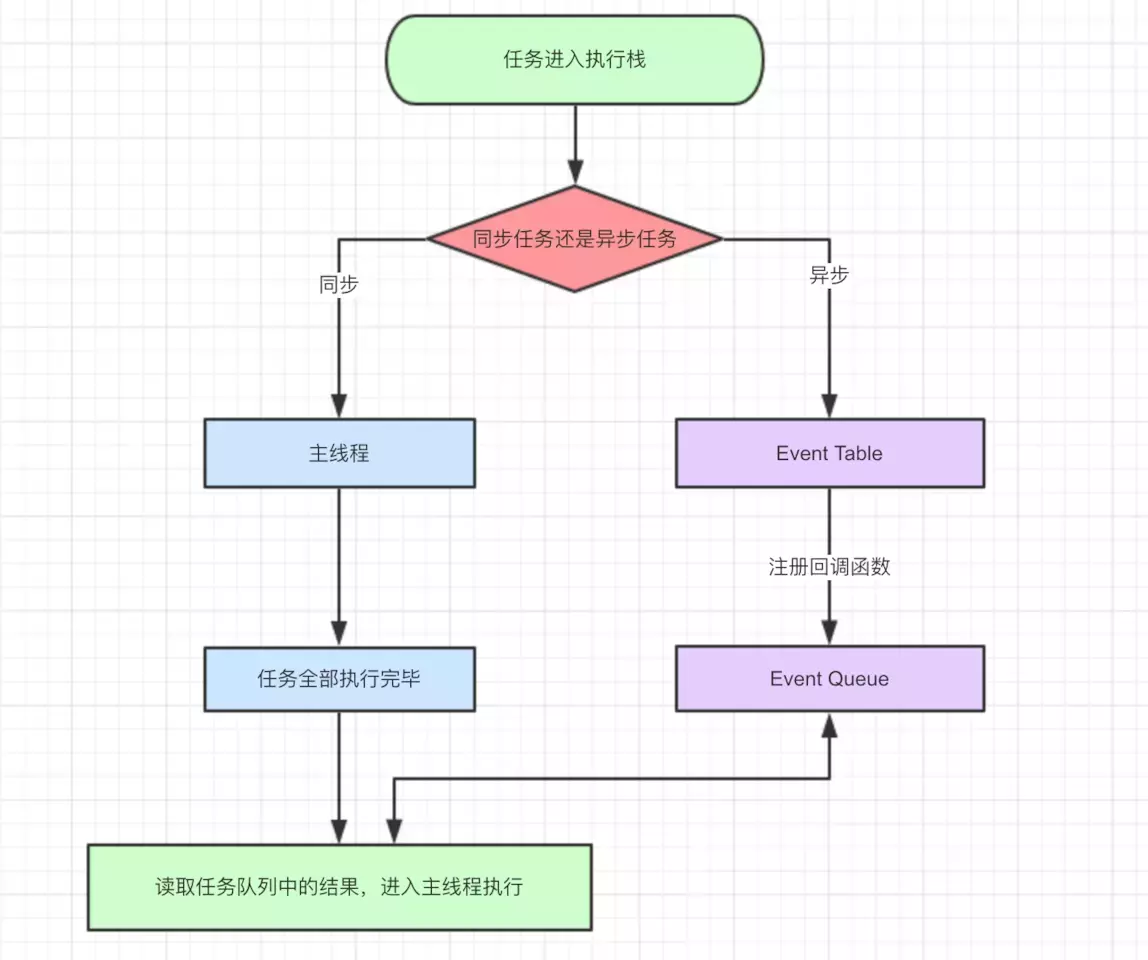 任务进入执行栈
同步任务还是异步任务
同步
异步
主线程
Event Table
注册回调函数
任务全部执行完毕
Event Queue
读取任务队列中的结果，进入主线程执行